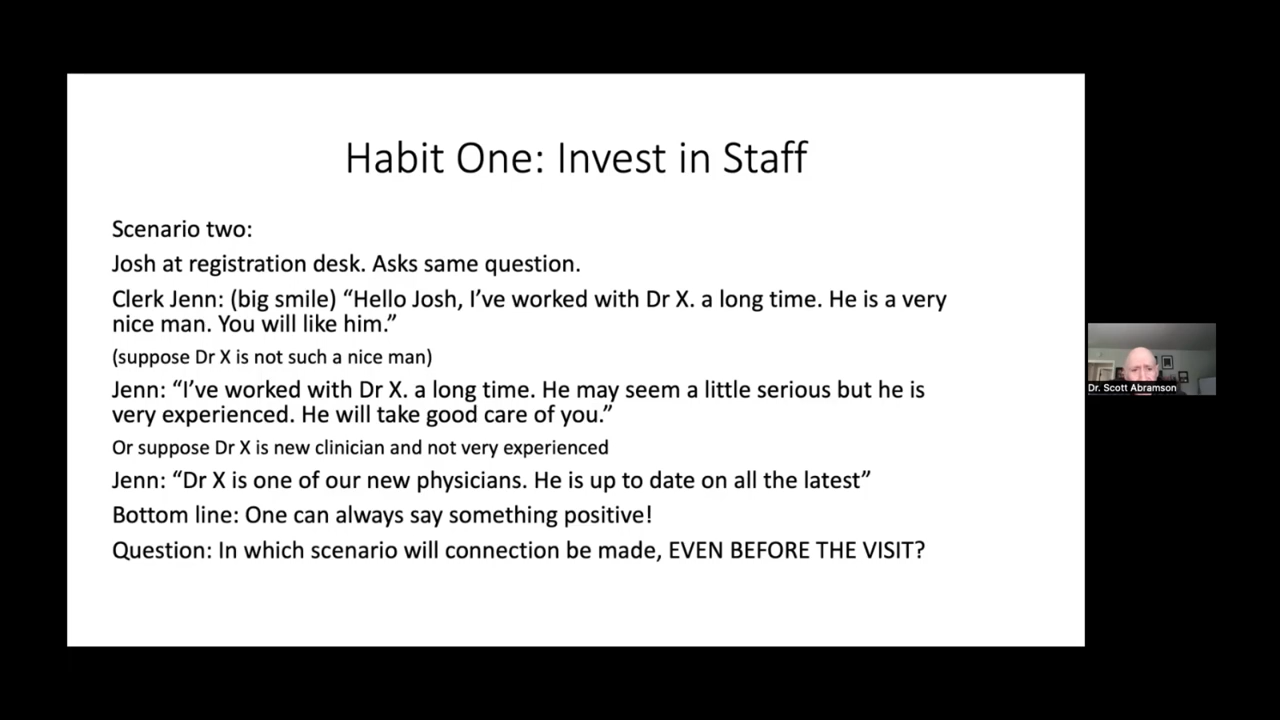 Habit One: Invest in Staff
Scenario two:
Josh at registration desk. Asks same question.
Clerk Jenn: (big smile) “Hello Josh, I’ve worked with Dr X. a long time. He is a very
nice man. You will like him.”
(suppose Dr X is not such a nice man)
Jenn: “I’ve worked with Dr X. a long time. He may seem a little serious but he is
very experienced. He will take good care of you.”
Or suppose Dr X is new clinician and not very experienced
Jenn: “Dr X is one of our new physicians. He is up to date on all the latest”
Bottom line: One can always say something positive!
Question: In which scenario will connection be made, EVEN BEFORE THE VISIT?
Dr. Scott Abramson